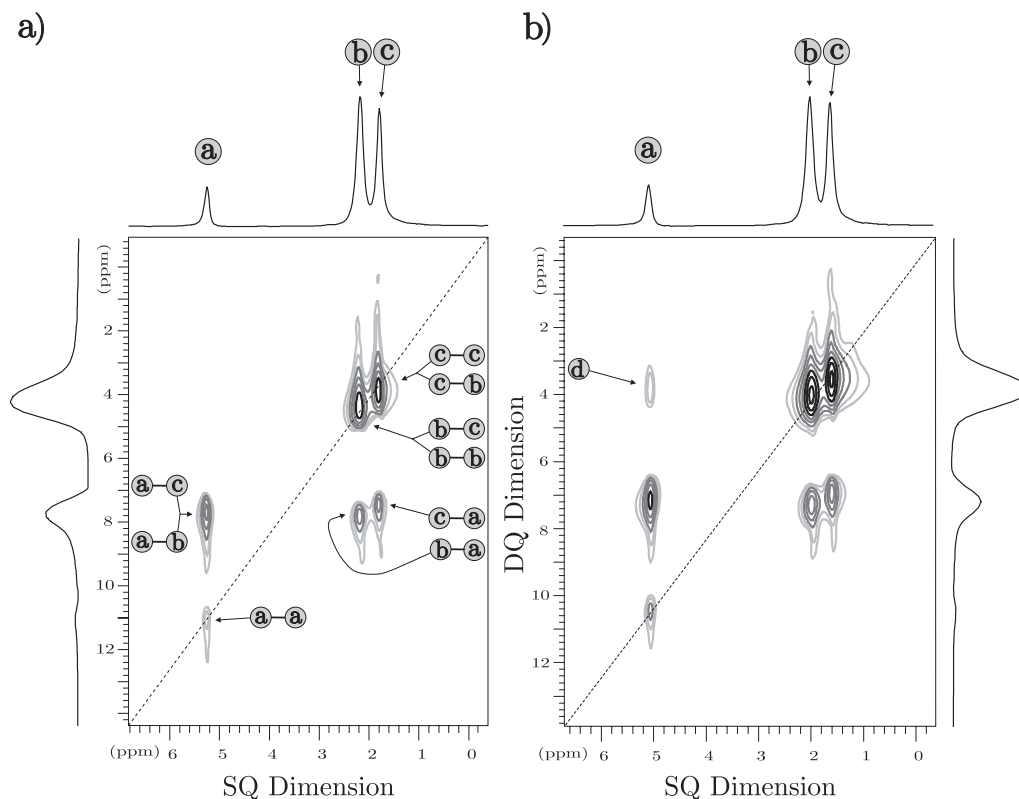 a)
b)
b c
b c
a
a
(ppm)
2
4
6
8
10
12
c c
c b
b c
b b
a c
a b
c a
b a
a a
(ppm) 6 5 4 3 2 1 0
SQ Dimension
DQ Dimension
(ppm)
2
4
6
8
10
12
d
(ppm) 6 5 4 3 2 1 0
SQ Dimension